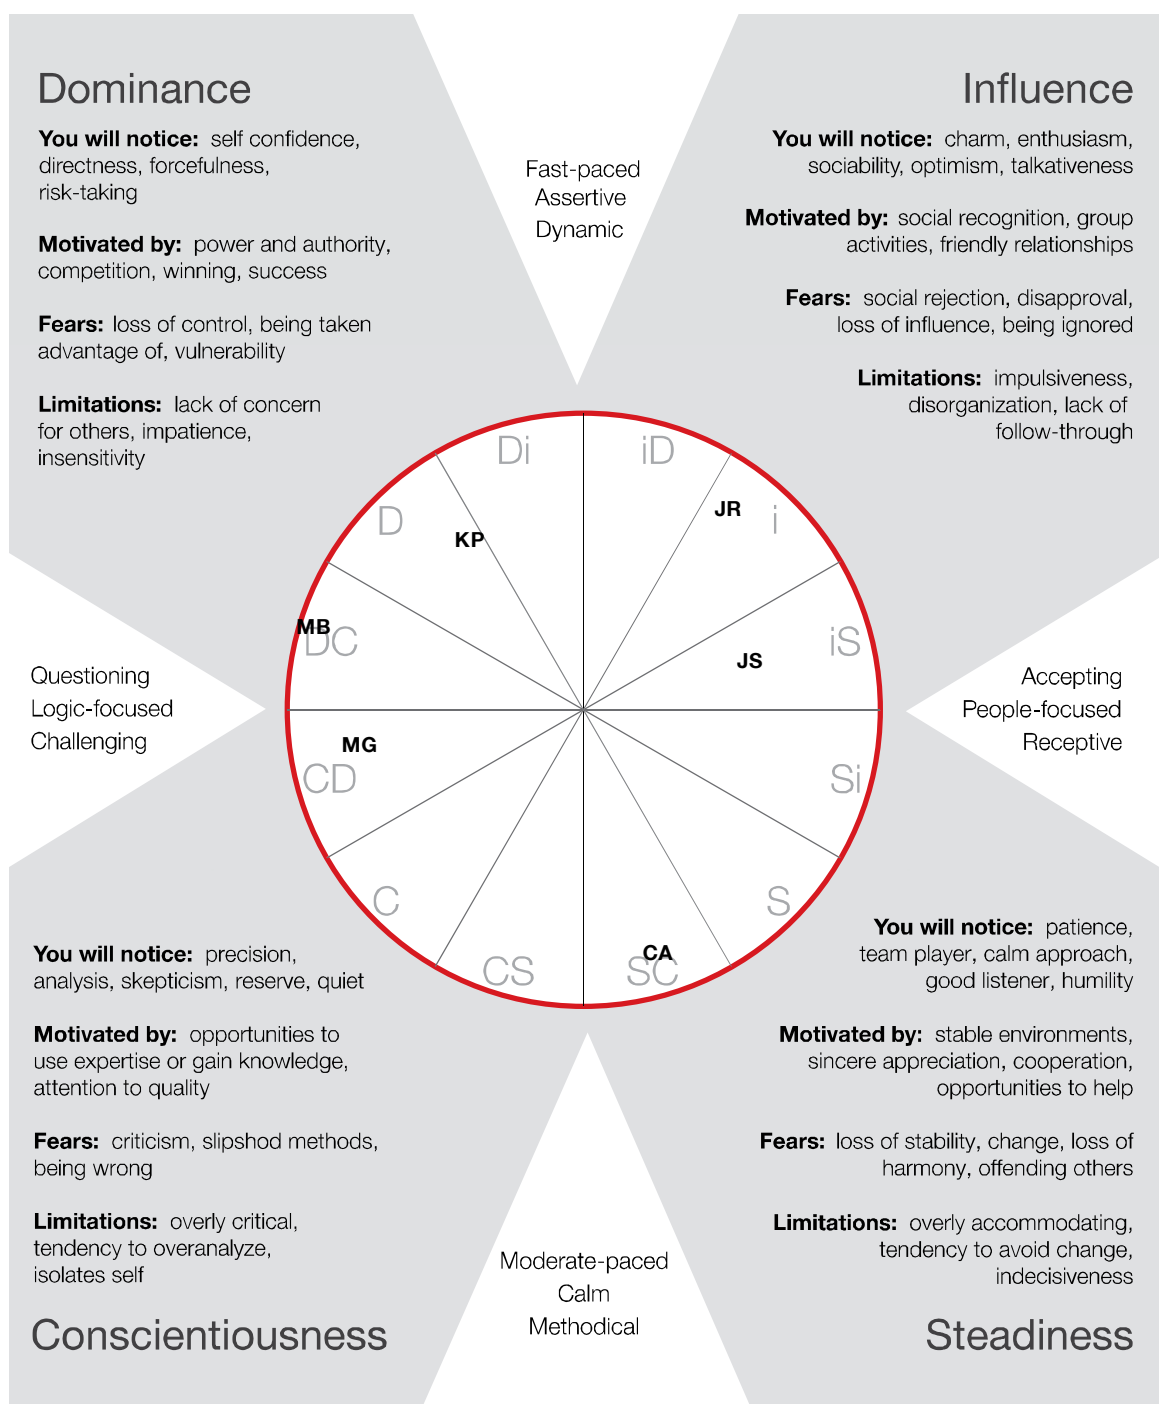 Dominance
You will notice: self confidence,
directness, forcefulness,
risk-taking
Motivated by: power and authority,
competition, winning, success
Fears: loss of control, being taken
advantage of, vulnerability
Limitations: lack of concern
for others, impatience,
insensitivity
Fast-paced
Assertive
Dynamic
Influence
You will notice: charm, enthusiasm,
sociability, optimism, talkativeness
Motivated by: social recognition, group
activities, friendly relationships
Fears: social rejection, disapproval,
loss of influence, being ignored
Limitations: impulsiveness,
disorganization, lack of
follow-through
Di
iD
D
KP
JR
i
MB
DC
JS
iS
Questioning
Logic-focused
Challenging
Accepting
People-focused
Receptive
MG
CD
Si
C
S
CS
CA
SC
You will notice: precision,
analysis, skepticism, reserve, quiet
Motivated by: opportunities to
use expertise or gain knowledge,
attention to quality
Fears: criticism, slipshod methods,
being wrong
Limitations: overly critical,
tendency to overanalyze,
isolates self
Conscientiousness
Moderate-paced
Calm
Methodical
You will notice: patience,
team player, calm approach,
good listener, humility
Motivated by: stable environments,
sincere appreciation, cooperation,
opportunities to help
Fears: loss of stability, change, loss of
harmony, offending others
Limitations: overly accommodating,
tendency to avoid change,
indecisiveness
Steadiness